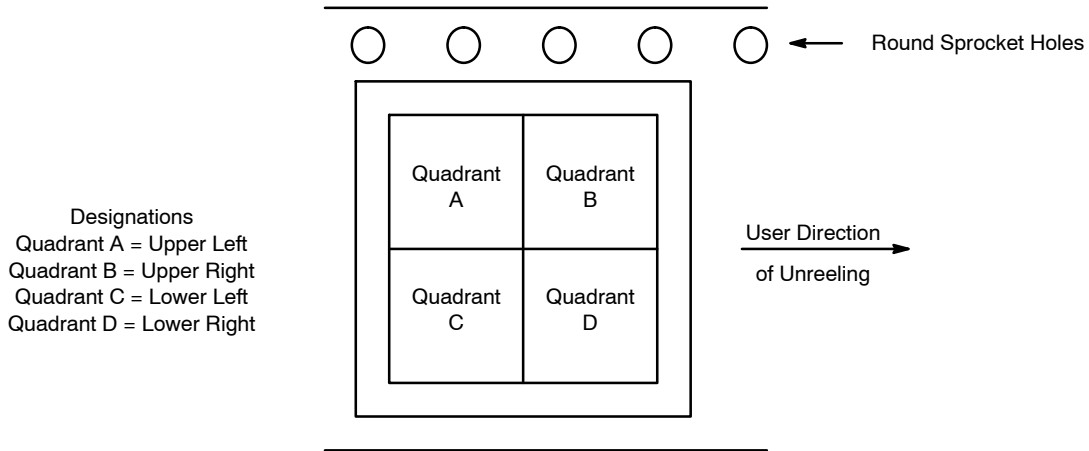 Round Sprocket Holes
Quadrant
A
Quadrant
B
Designations
Quadrant A = Upper Left
Quadrant B = Upper Right
Quadrant C = Lower Left
Quadrant D = Lower Right
Quadrant
C
Quadrant
D
User Direction
of Unreeling